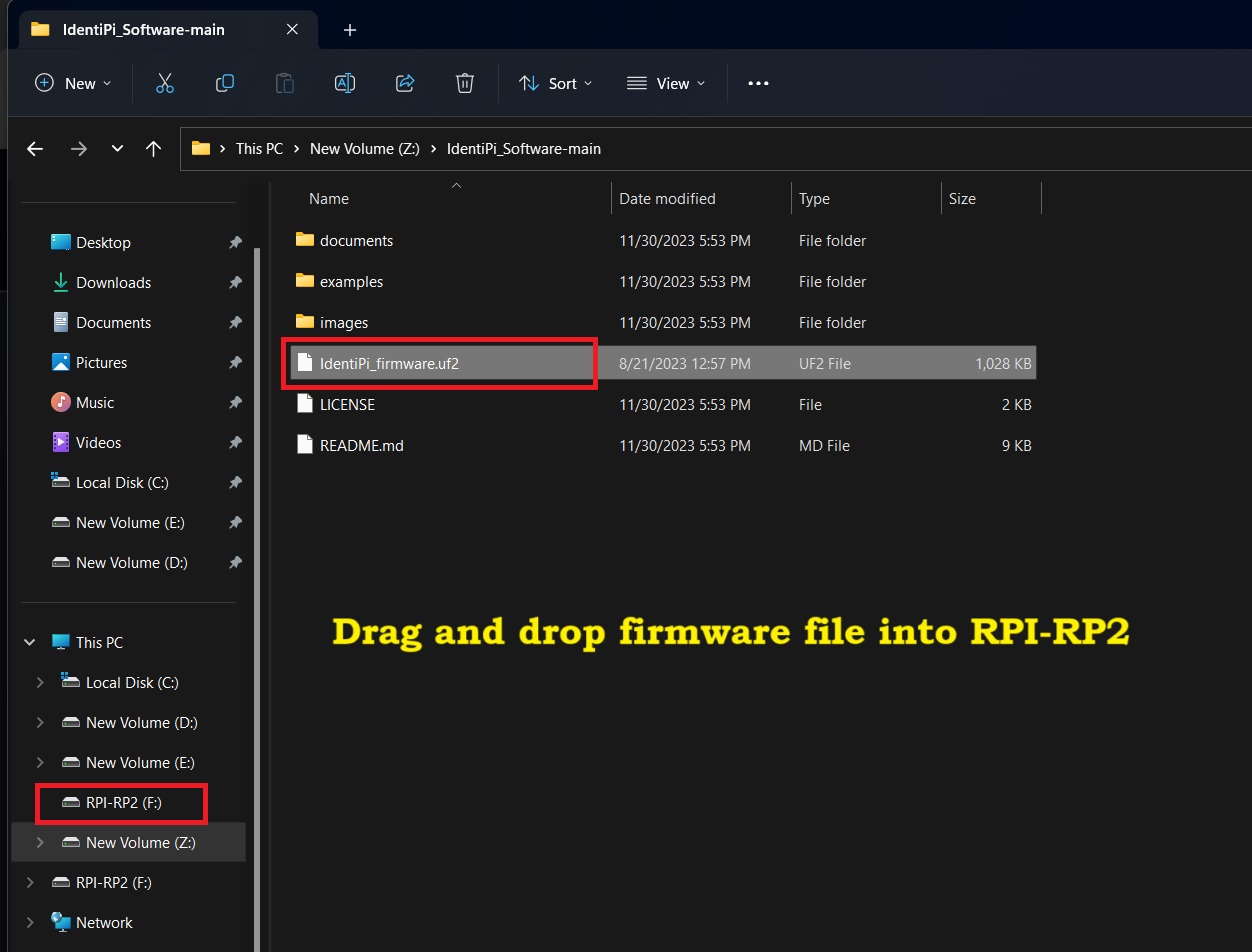 IdentiPi_Software-main
New Sort View
This PC New Volume (Z:) IdentiPi_Software-main
Name Date modified Type Size
documents 11/30/2023 5:53 PM File folder
examples 11/30/2023 5:53 PM File folder
images 11/30/2023 5:53 PM File folder
IdentiPi_firmware.uf2 8/21/2023 12:57 PM UF2 File 1,028 KB
LICENSE 11/30/2023 5:53 PM File 2 KB
README.md 11/30/2023 5:53 PM MD File 9 KB
Desktop
Downloads
Documents
Pictures
Music
Videos
Local Disk (C:)
New Volume (E:)
New Volume (D:)
This PC
Local Disk (C:)
New Volume (D:)
New Volume (E:)
RPI-RP2 (F:)
New Volume (Z:)
RPI-RP2 (F:)
Network
Drag and drop firmware file into RPI-RP2